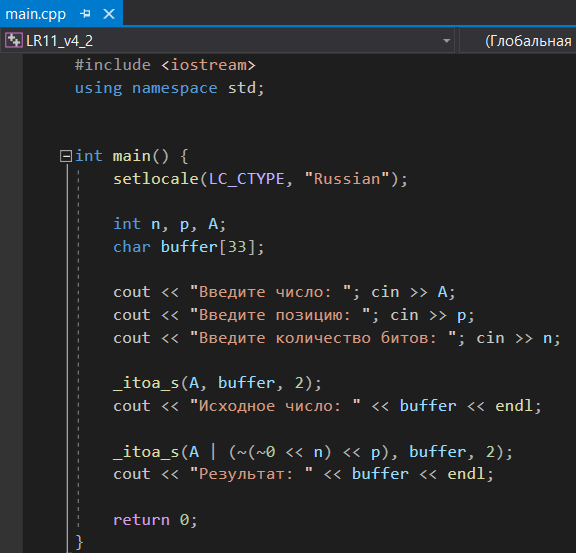 main.cpp
LR11_v4_2
(Глобальная
#include <iostream>
using namespace std;
int main() {
setlocale(LC_CTYPE, "Russian");
int n, p, A;
char buffer[33];
cout << "Введите число: "; cin >> A;
cout << "Введите позицию: "; cin >> p;
cout << "Введите количество битов: "; cin >> n;
_itoa_s(A, buffer, 2);
cout << "Исходное число: " << buffer << endl;
_itoa_s(A | (~(~0 << n) << p), buffer, 2);
cout << "Результат: " << buffer << endl;
return 0;
}